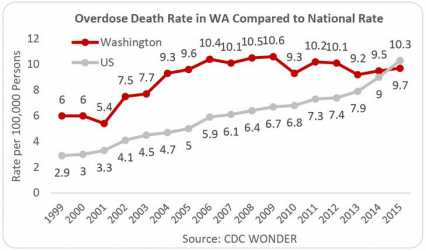 Overdose Death Rate in WA Compared to National Rate
Washington
US
Rate per 100,000 Persons
12
10
8
6
4
2
0
6 6 5.4 7.5 7.7 9.3 9.6 10.4 10.1 10.5 10.6 9.3 10.2 10.1 9.2 9.5 9.7
2.9 3 3.3 4.1 4.5 4.7 5 5.9 6.1 6.4 6.7 6.8 7.3 7.4 7.9 9 10.3
1999 2000 2001 2002 2003 2004 2005 2006 2007 2008 2009 2010 2011 2012 2013 2014 2015
Source: CDC WONDER